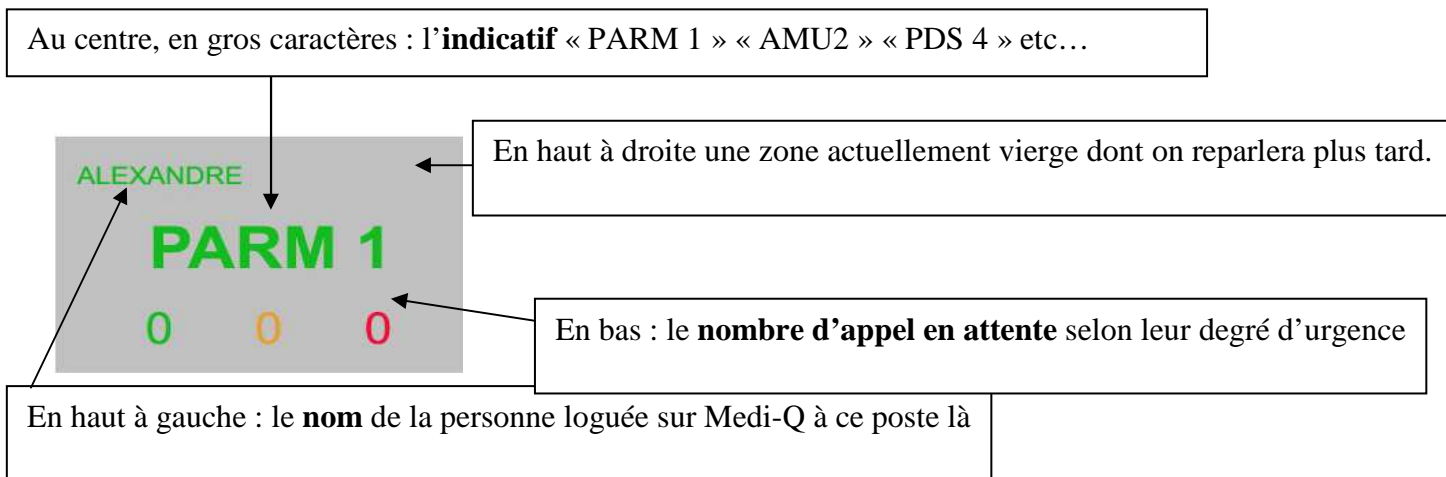 Au centre, en gros caractères : l’indicatif « PARM 1 » « AMU2 » « PDS 4 » etc…
En haut à droite une zone actuellement vierge dont on reparlera plus tard.
ALEXANDRE
PARM 1
0 0 0
En bas : le nombre d’appel en attente selon leur degré d’urgence
En haut à gauche : le nom de la personne loguée sur Medi-Q à ce poste là